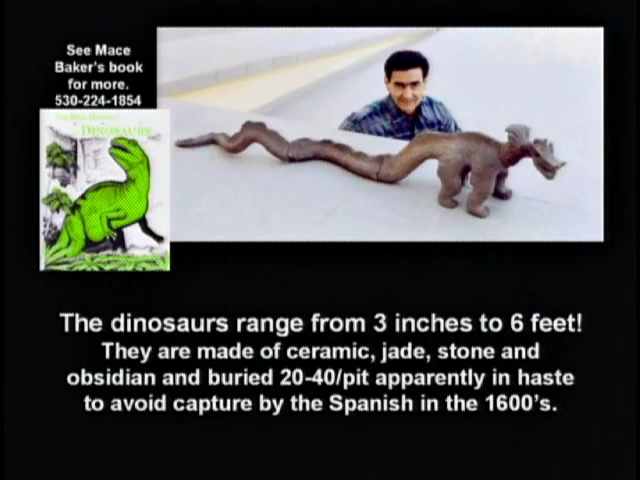 See Mace
Baker's book
for more.
530-224-1854
DINOSAURS
The dinosaurs range from 3 inches to 6 feet!
They are made of ceramic, jade, stone and
obsidian and buried 20-40/pit apparently in haste
to avoid capture by the Spanish in the 1600's.